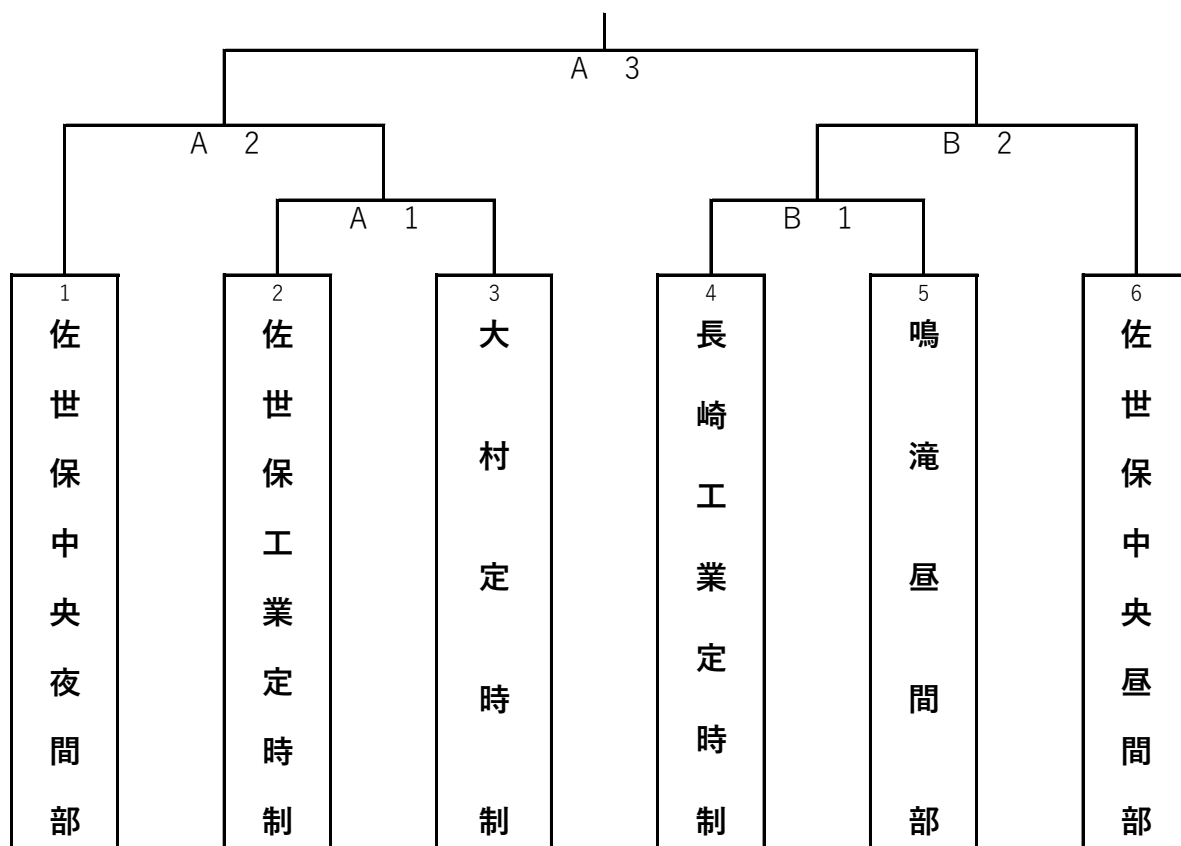 A 3
A 2
B 2
A 1
B 1
1
佐世保中央夜間部
2
佐世保工業定時制
3
大村定時制
4
長崎工業定時制
5
鳴滝昼間部
6
佐世保中央昼間部